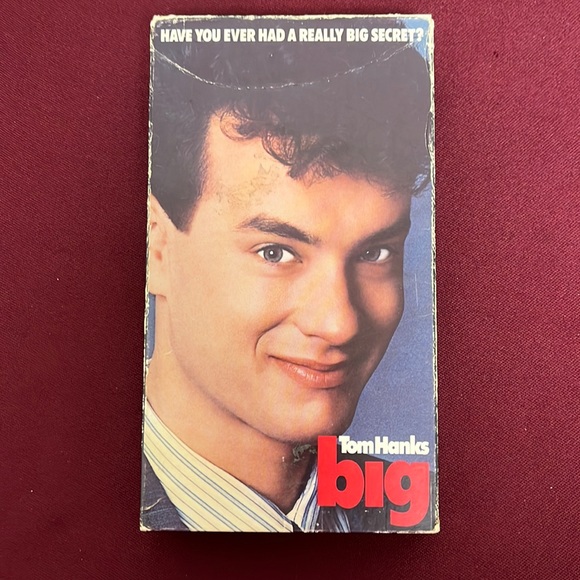 HAVE YOU EVER HAD A REALLY BIG SECRET?
Tom Hanks
big